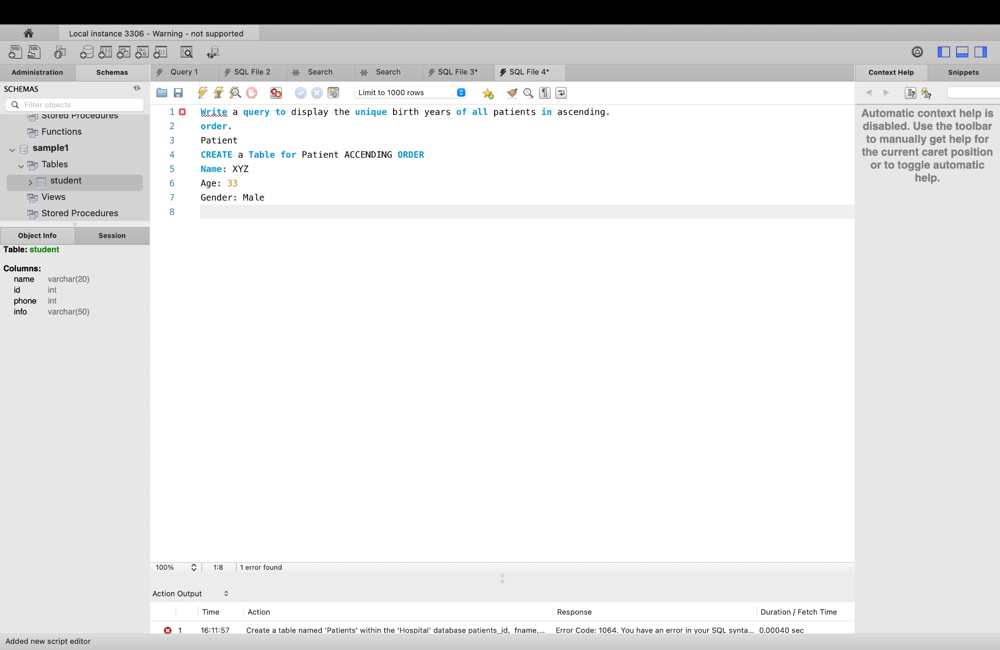 Local instance 3306 - Warning - not supported
SQL SQL
Administration Schemas Query 1 SQL File 2 Search Search SQL File 3* SQL File 4* Context Help Snippets
SCHEMAS
Limit to 1000 rows
Filter objects
Stored Procedures
Functions
sample1
Tables
student
Views
Stored Procedures
Object Info Session
Table: student
Columns:
name varchar(20)
id int
phone int
info varchar(50)
1 Write a query to display the unique birth years of all patients in ascending.
2 order.
3 Patient
4 CREATE a Table for Patient ACCENDING ORDER
5 Name: XYZ
6 Age: 33
7 Gender: Male
8
Automatic context help is
disabled. Use the toolbar
to manually get help for
the current caret position
or to toggle automatic
help.
100% 1:8 1 error found
Action Output
Time Action Response Duration / Fetch Time
1 16:11:57 Create a table named 'Patients' within the 'Hospital' database patients_id, fname,... Error Code: 1064. You have an error in your SQL synta... 0.00040 sec
Added new script editor